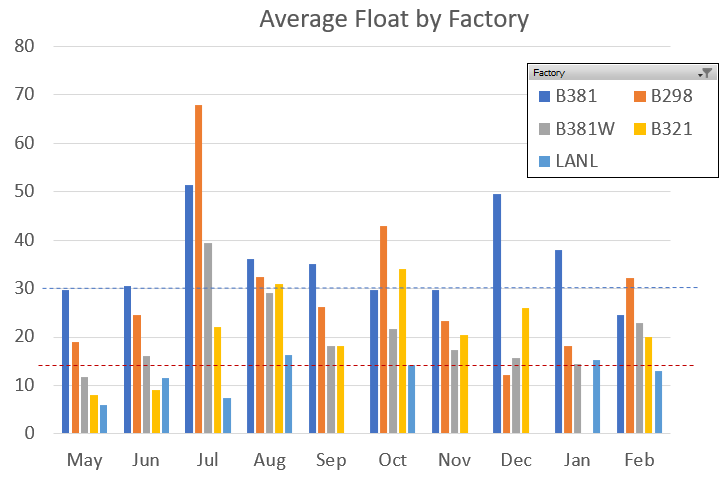 Average Float by Factory
80
70
60
50
40
30
20
10
0
Factory
B381 B298
B381W B321
LANL
May Jun Jul Aug Sep Oct Nov Dec Jan Feb